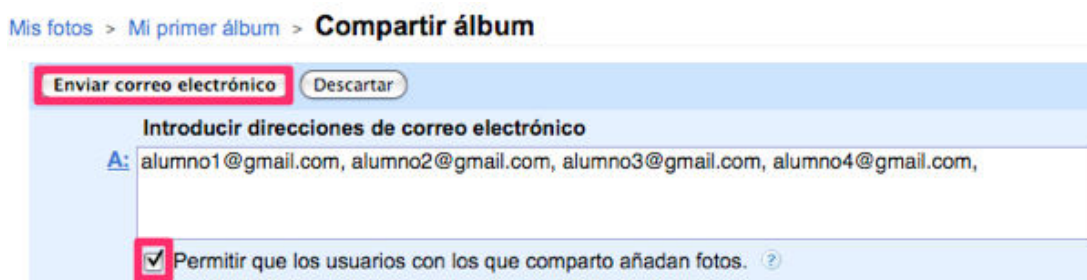 Mis fotos > Mi primer álbum > Compartir álbum
Enviar correo electrónico Descartar
Introducir direcciones de correo electrónico
A: alumno1@gmail.com, alumno2@gmail.com, alumno3@gmail.com, alumno4@gmail.com,
Permitir que los usuarios con los que comparto añadan fotos. ?